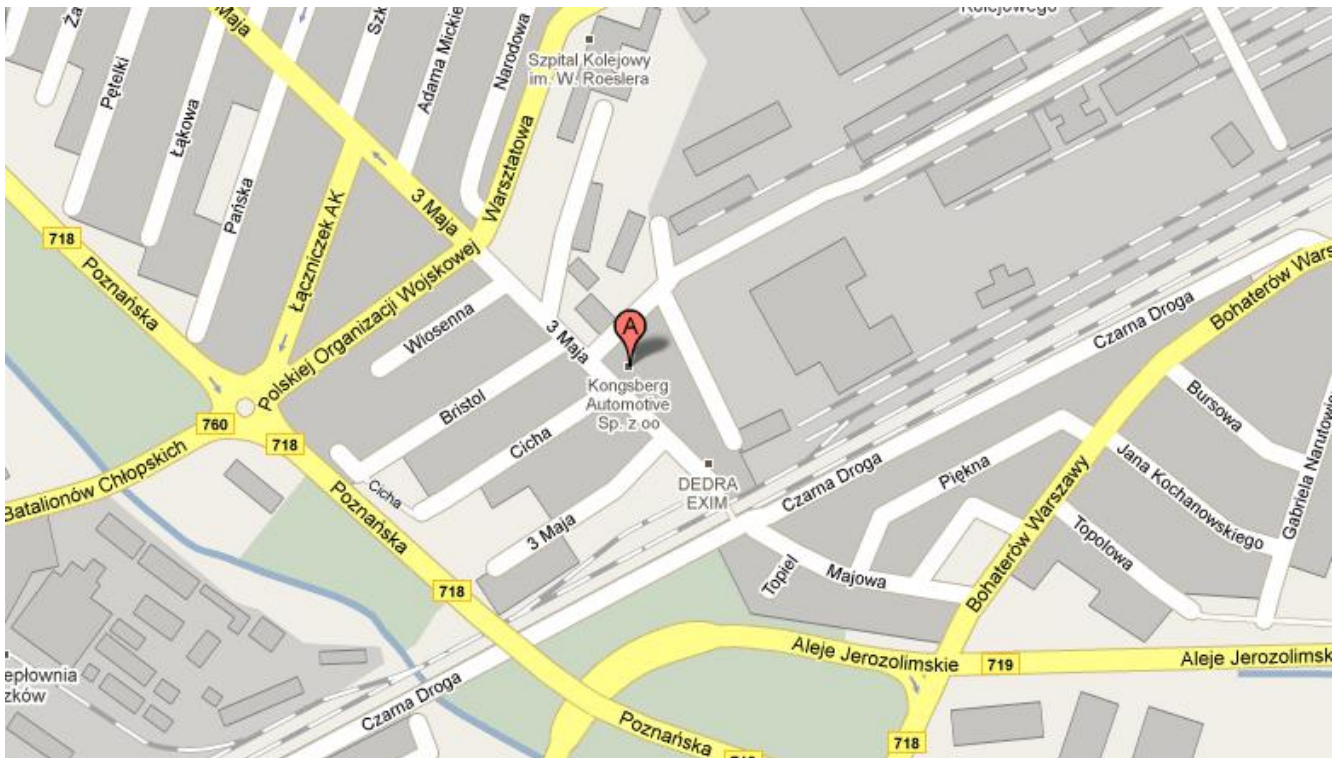 Kolejowego
Maja
Szpital Kolejowy
im. W. Roeslera
Pętelki
Łąkowa
Pańska
Adama Mickie
Narodowa
Warsztatowa
3 Maja
718
Poznańska
Łączniczek AK
Polskiej Organizacji Wojskowej
Wiosenna
3 Maja
A
Kongsberg
Automotive
Sp. z oo
Bristol
Cicha
Cicha
760
718
Batalionów Chłopskich
Poznańska
3 Maja
DEDRA
EXIM
Czarna Droga
Czarna Droga
Bohaterów Wars
Bursowa
Gabriela Narutowic
Jana Kochanowskiego
Piękna
Topolowa
Bohaterów Warszawy
Topiel
Majowa
718
Aleje Jerozolimskie
719
Aleje Jerozolimsk
epłownia
zków
Czarna Droga
Poznańska
718